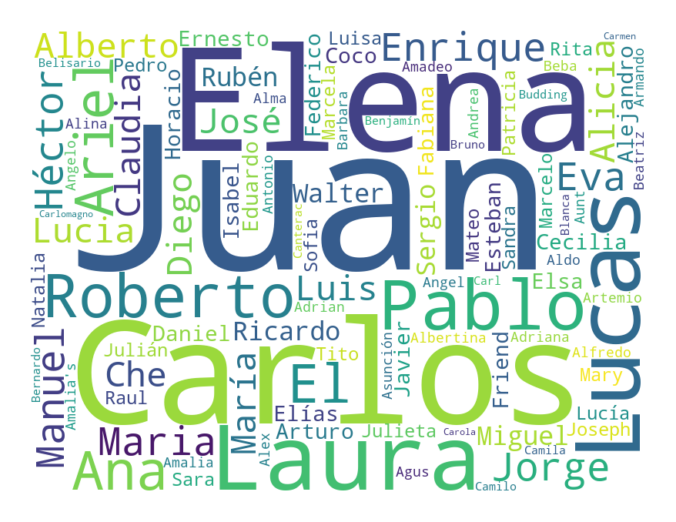 Alberto
Ernesto
Luisa
Carmen
Belisario
Pedro
Coco
Enrique
Rita
Elena
Rubén
Amadeo
Beba
Alicia
Armando
Héctor
Alina
Ariel
Claudia
Horacio
Alma
José
Federico
Marcela
Barbara
Benjamín
Fabiana
Andrea
Patricia
Budding
Alejandro
Beatriz
Angelo
Bruno
Juan
Carlomagno
Lucia
Diego
Isabel
Eduardo
Antonio
Walter
Canterac
Sofia
Sergio
Mateo
Esteban
Sandra
Marcelo
Eva
Blanca
Aunt
Cecilia
Aldo
Lucas
Natalia
Roberto
Luis
Adrian
Pablo
Angel
Carl
Elsa
Artemio
Manuel
Daniel
Ricardo
Carlos
Julián
Tito
Albertina
Adriana
Alfredo
Bernardo
Amalia's
Che
Raul
María
El
Asunción
Javier
Friend
Mary
Elías
Lucía
Maria
Arturo
Julieta
Carola
Miguel
Joseph
Ana
Amalia
Sara
Alex
Laura
Agus
Camila
Camilo
Jorge